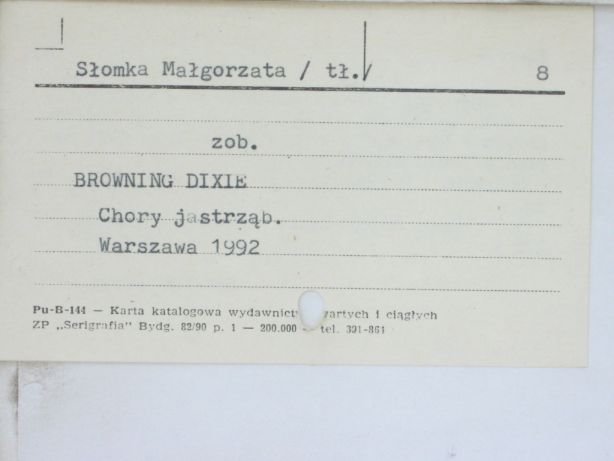 Słomka Małgorzata / tł. 8
zob.
BROWNING DIXIE
Chory jastrząb.
Warszawa 1992
Pu-B-144 — Karta katalogowa wydawnict zwartych i ciągłych
ZP „Serigrafia" Bydg. 82/90 p. 1 — 200.000 — tel. 391-861